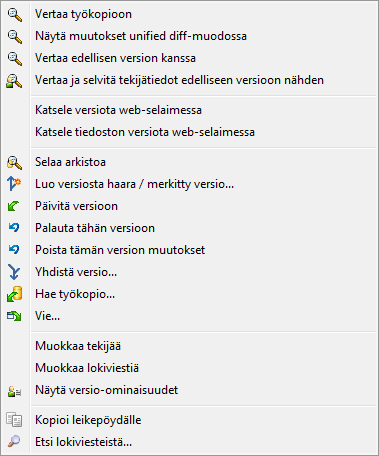 Vertaa työkopioon
Näytä muutokset unified diff-muodossa
Vertaa edellisen version kanssa
Vertaa ja selvitä tekijätiedot edelliseen versioon nähden
Katsele versiota web-selaimessa
Katsele tiedoston versiota web-selaimessa
Selaa arkistoa
Luo versiosta haara / merkitty versio...
Päivitä versioon
Palauta tähän versioon
Poista tämän version muutokset
Yhdistä versio...
Hae työkopio...
Vie...
Muokkaa tekijää
Muokkaa lokiviestiä
Näytä versio-ominaisuudet
Kopioi leikepöydälle
Etsi lokiviesteistä...